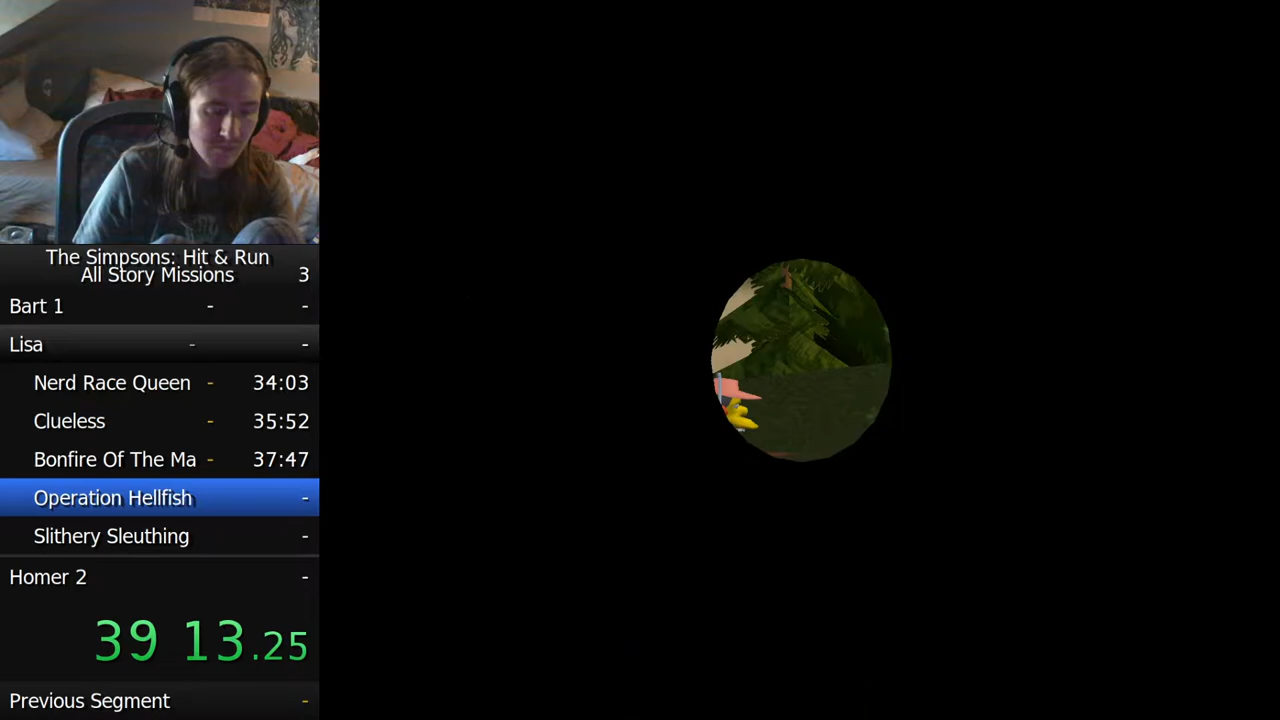 The Simpsons: Hit & Run
All Story Missions 3
Bart 1 - -
Lisa - -
Nerd Race Queen - 34:03
Clueless - 35:52
Bonfire Of The Ma - 37:47
Operation Hellfish -
Slithery Sleuthing -
Homer 2 -
39 13.25
Previous Segment -